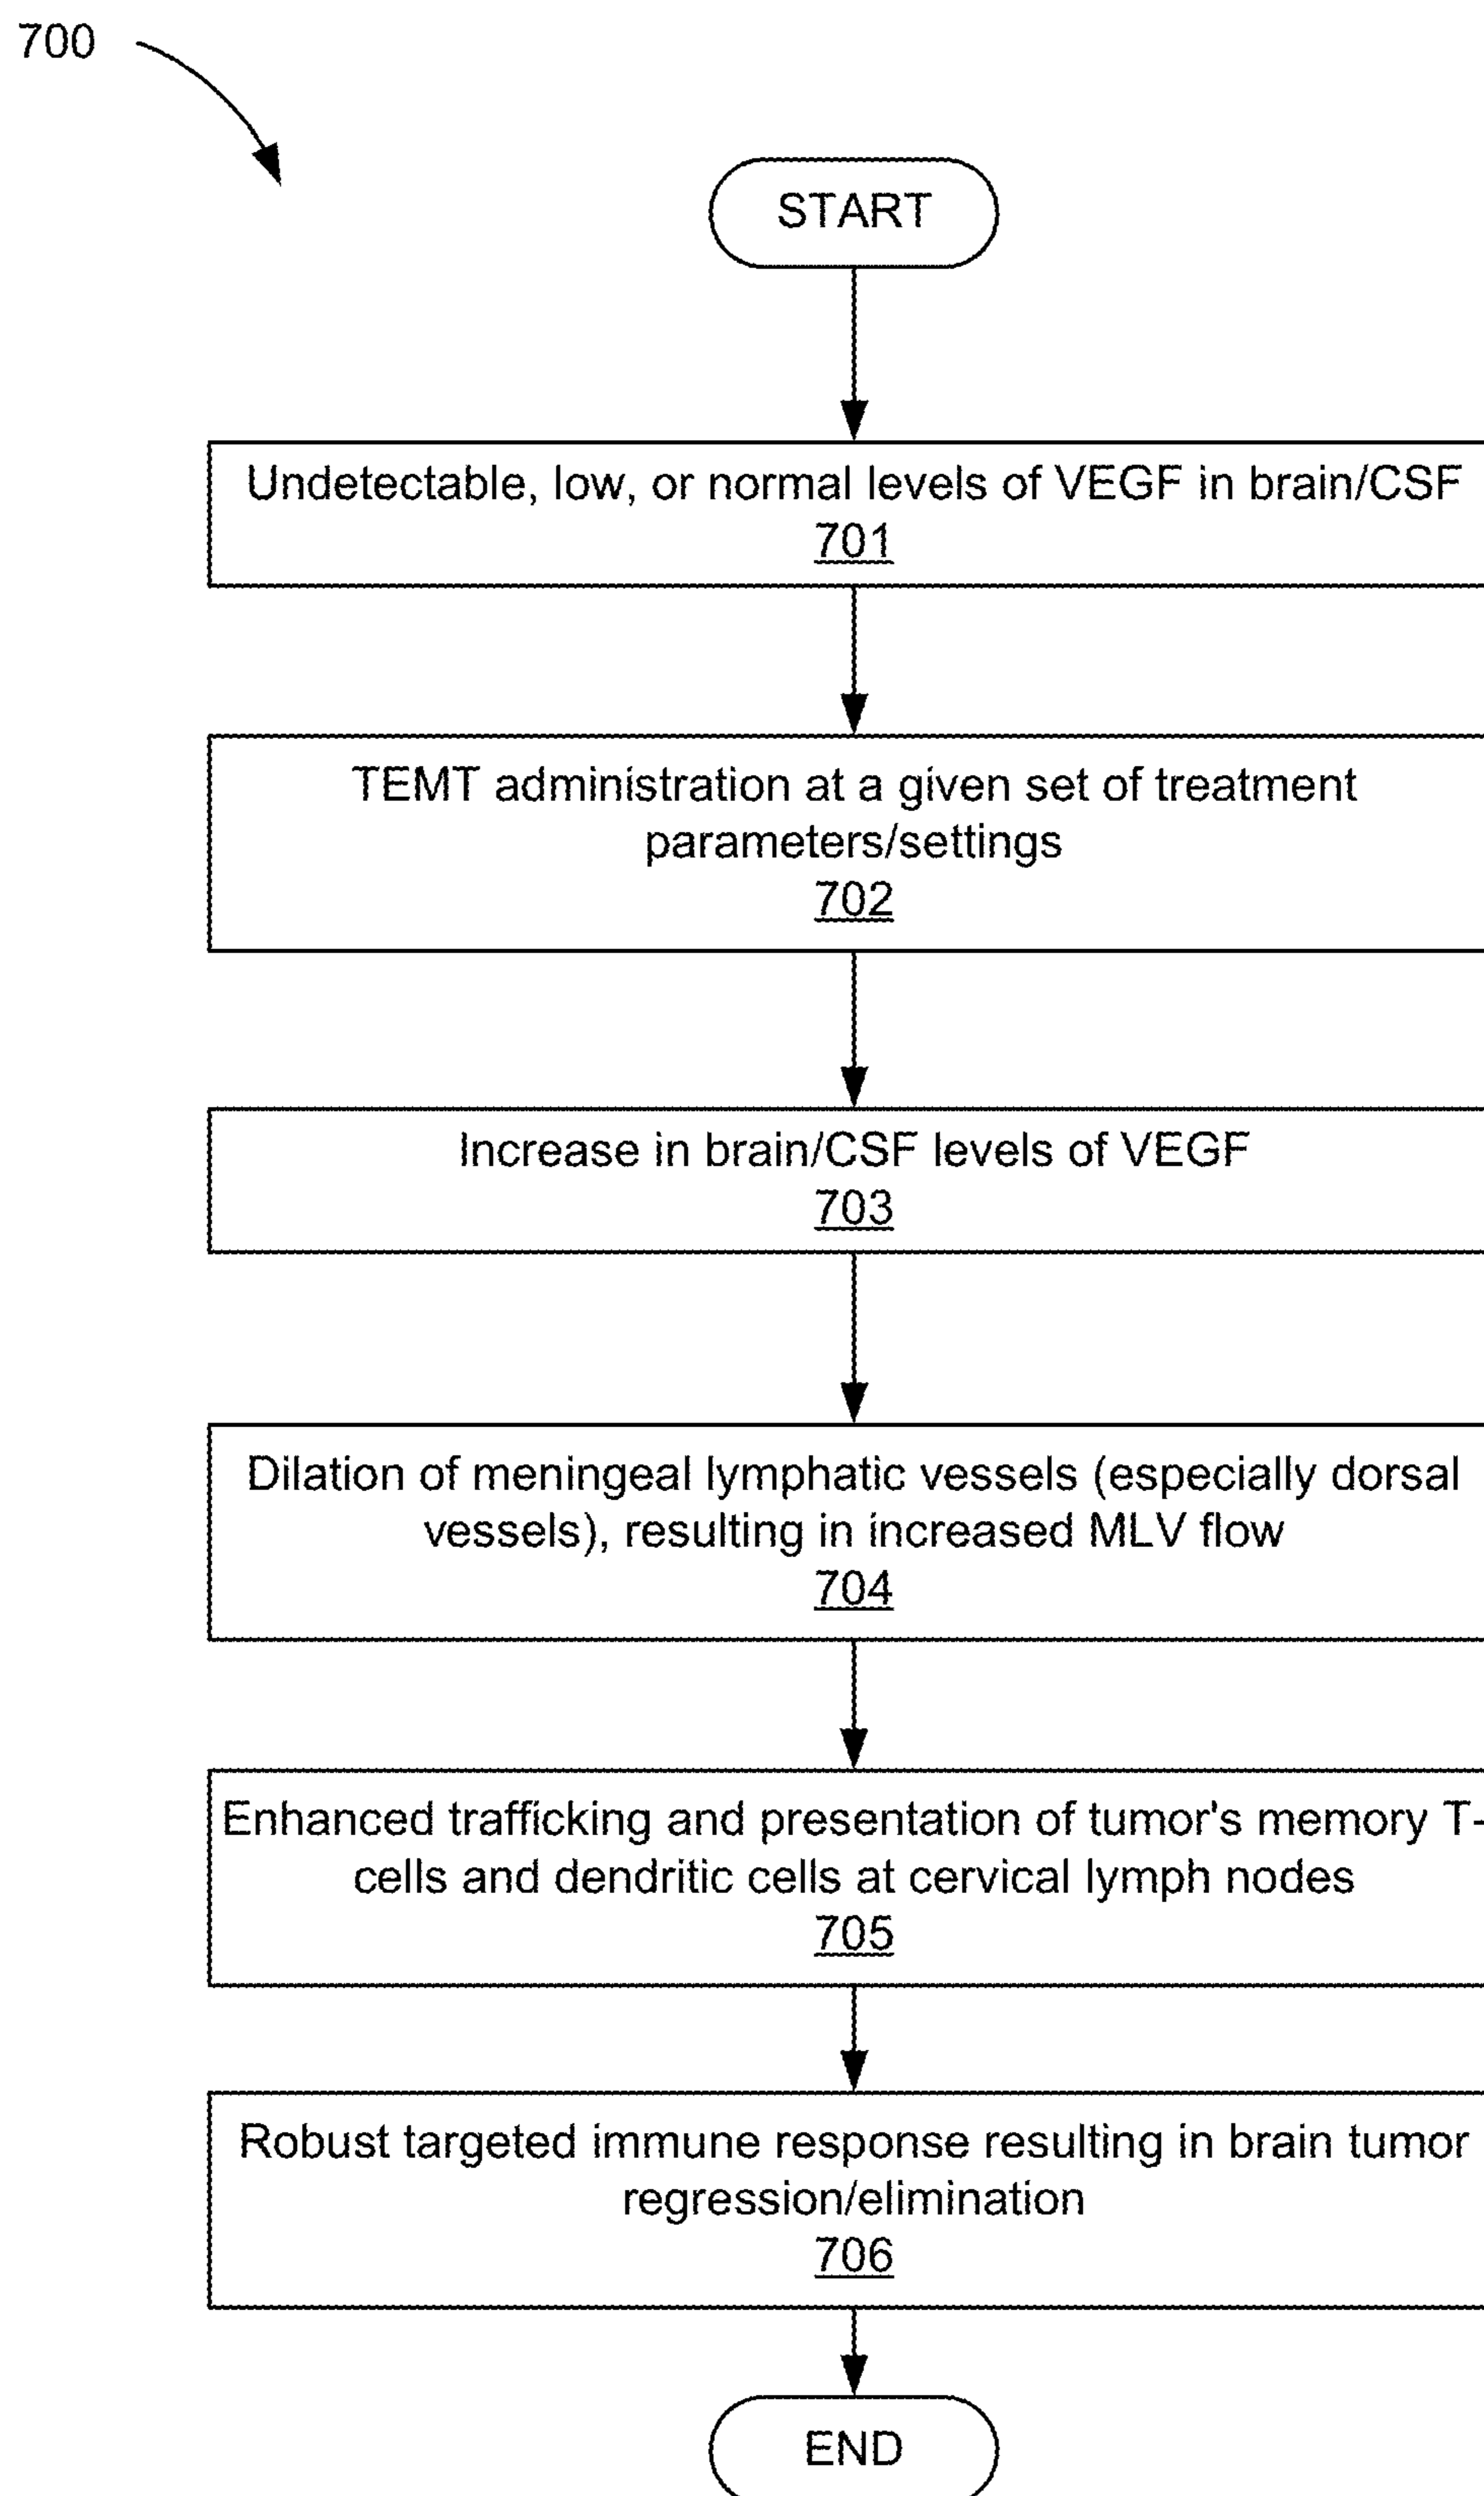 700
START
Undetectable, low, or normal levels of VEGF in brain/CSF
701
TEMT administration at a given set of treatment
parameters/settings
702
Increase in brain/CSF levels of VEGF
703
Dilation of meningeal lymphatic vessels (especially dorsal
vessels), resulting in increased MLV flow
704
Enhanced trafficking and presentation of tumor's memory T-
cells and dendritic cells at cervical lymph nodes
705
Robust targeted immune response resulting in brain tumor
regression/elimination
706
END